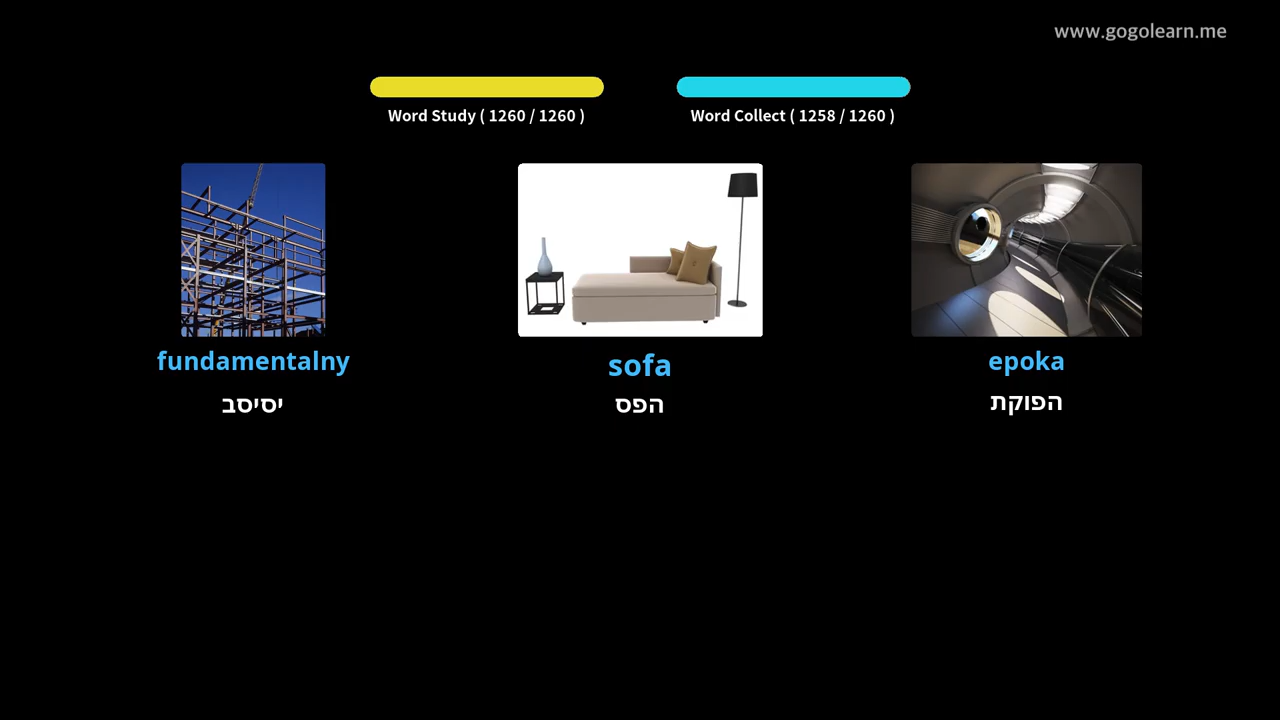 www.gogolearn.me
Word Study ( 1260 / 1260 )
Word Collect ( 1258 / 1260 )
fundamentalny
יסיסב
sofa
הפס
epoka
הפוקת